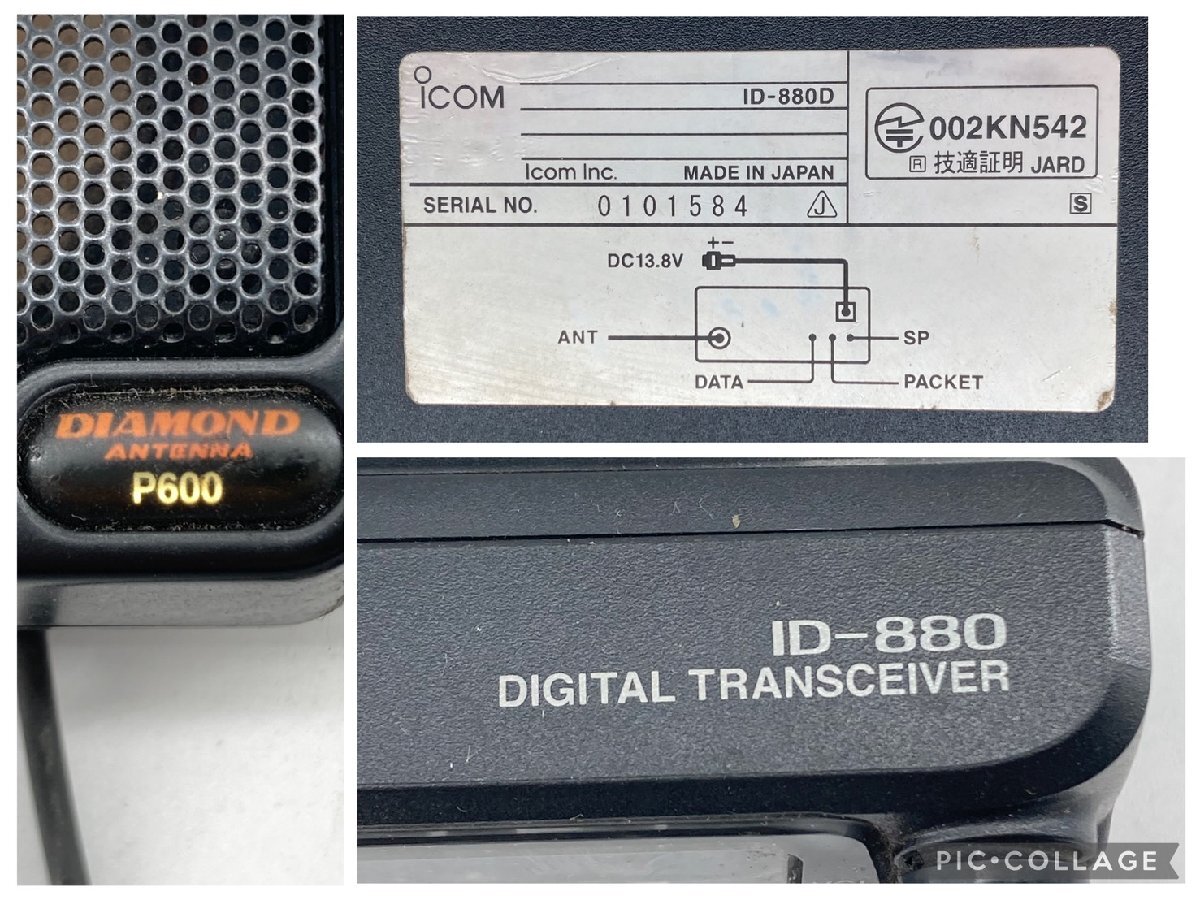 DIAMOND
ANTENNA
P600
ICOM
ID-880D
Icom Inc. MADE IN JAPAN
SERIAL NO. 0101584 J
002KN542
R 技適証明 JARD
S
+ −
DC13.8V
ANT
SP
DATA
PACKET
ID-880
DIGITAL TRANSCEIVER
PIC•COLLAGE